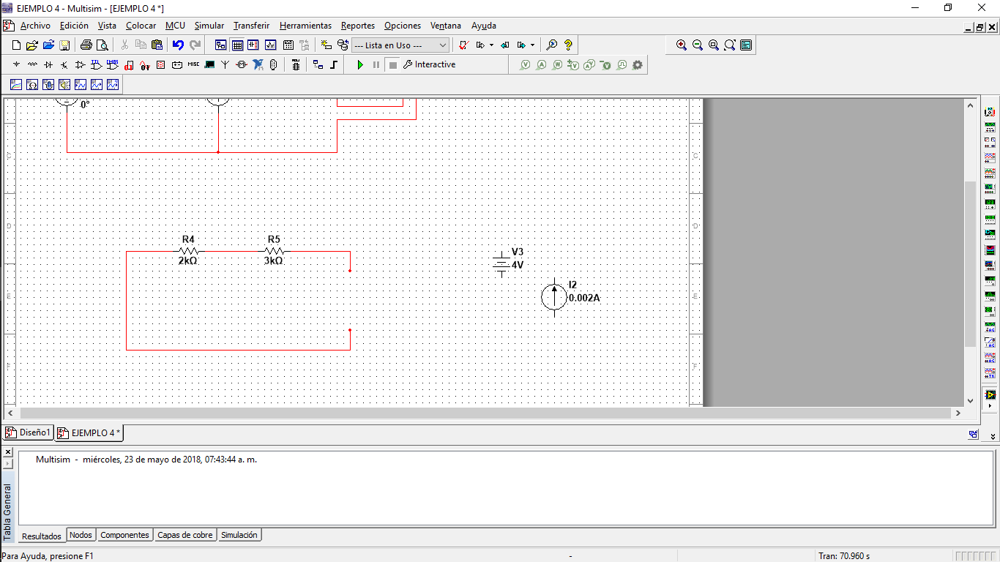 EJEMPLO 4 - Multisim - [EJEMPLO 4 *]
Archivo Edición Vista Colocar MCU Simular Transferir Herramientas Reportes Opciones Ventana Ayuda
--- Lista en Uso ---
MISC Interactive
V A W
0°
C C
D D
R4 R5
2kΩ 3kΩ
V3
4V
I2
0.002A
E E
F F
Diseño1 EJEMPLO 4 *
Multisim - miércoles, 23 de mayo de 2018, 07:43:44 a. m.
Tabla General
Resultados Nodos Componentes Capas de cobre Simulación
Para Ayuda, presione F1 - Tran: 70.960 s